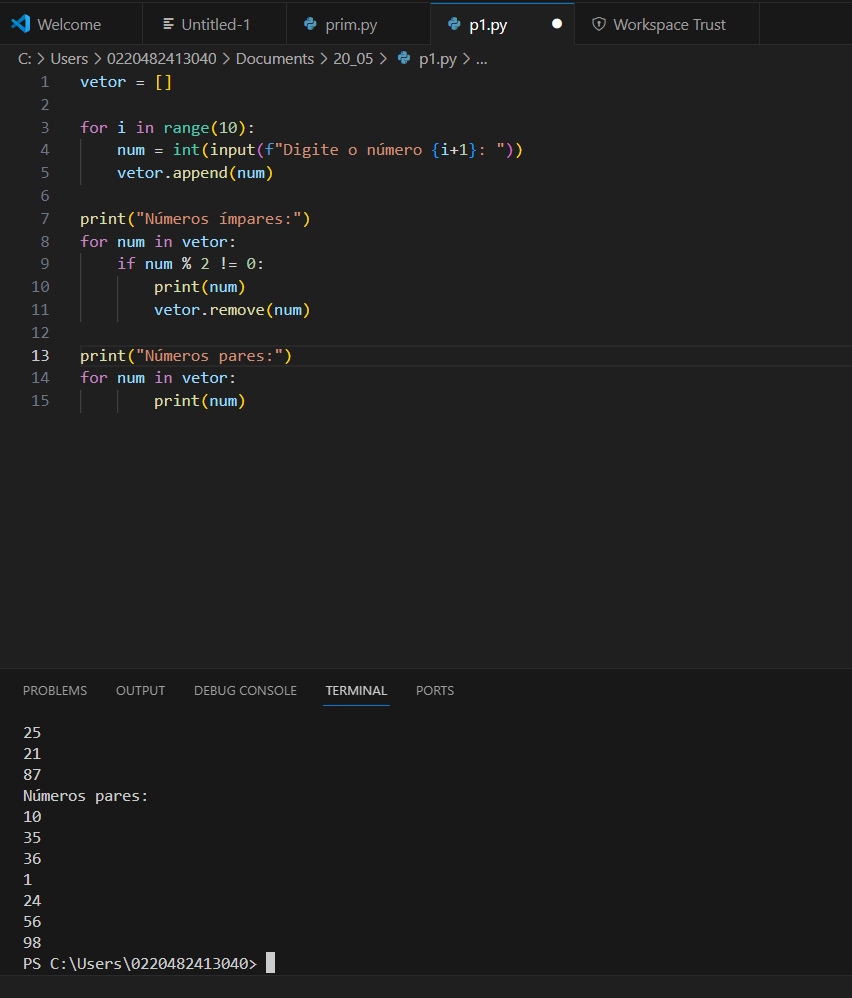 Welcome Untitled-1 prim.py p1.py Workspace Trust
C: > Users > 0220482413040 > Documents > 20_05 > p1.py > ...
1 vetor = []
2
3 for i in range(10):
4     num = int(input(f"Digite o número {i+1}: "))
5     vetor.append(num)
6
7 print("Números ímpares:")
8 for num in vetor:
9     if num % 2 != 0:
10         print(num)
11         vetor.remove(num)
12
13 print("Números pares:")
14 for num in vetor:
15         print(num)
PROBLEMS OUTPUT DEBUG CONSOLE TERMINAL PORTS
25
21
87
Números pares:
10
35
36
1
24
56
98
PS C:\Users\0220482413040>